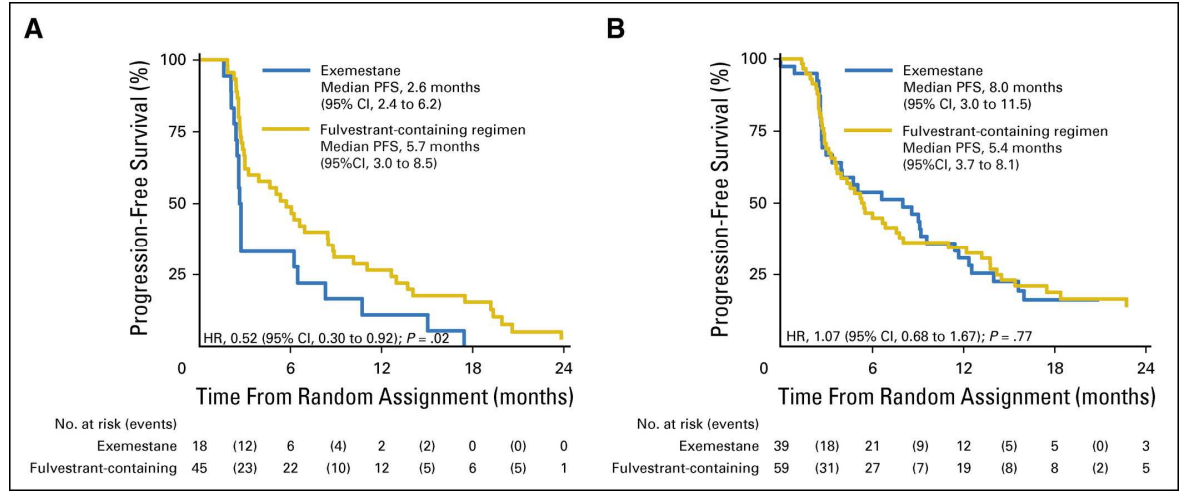 A
100
75
50
25
Progression-Free Survival (%)
Exemestane
Median PFS, 2.6 months
(95% CI, 2.4 to 6.2)
Fulvestrant-containing regimen
Median PFS, 5.7 months
(95%CI, 3.0 to 8.5)
HR, 0.52 (95% CI, 0.30 to 0.92); P = .02
0 6 12 18 24
Time From Random Assignment (months)
No. at risk (events)
Exemestane 18 (12) 6 (4) 2 (2) 0 (0) 0
Fulvestrant-containing 45 (23) 22 (10) 12 (5) 6 (5) 1
B
100
75
50
25
Progression-Free Survival (%)
Exemestane
Median PFS, 8.0 months
(95% CI, 3.0 to 11.5)
Fulvestrant-containing regimen
Median PFS, 5.4 months
(95%CI, 3.7 to 8.1)
HR, 1.07 (95% CI, 0.68 to 1.67); P = .77
0 6 12 18 24
Time From Random Assignment (months)
No. at risk (events)
Exemestane 39 (18) 21 (9) 12 (5) 5 (0) 3
Fulvestrant-containing 59 (31) 27 (7) 19 (8) 8 (2) 5